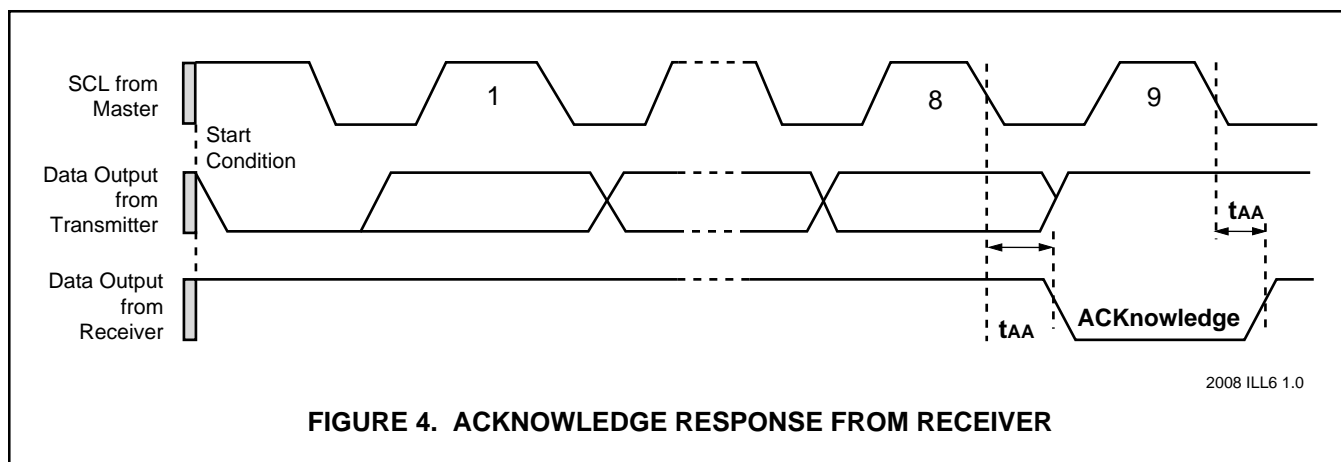 SCL from
Master
1
8
9
Start
Condition
Data Output
from
Transmitter
tAA
Data Output
from
Receiver
tAA
ACKnowledge
2008 ILL6 1.0
FIGURE 4. ACKNOWLEDGE RESPONSE FROM RECEIVER